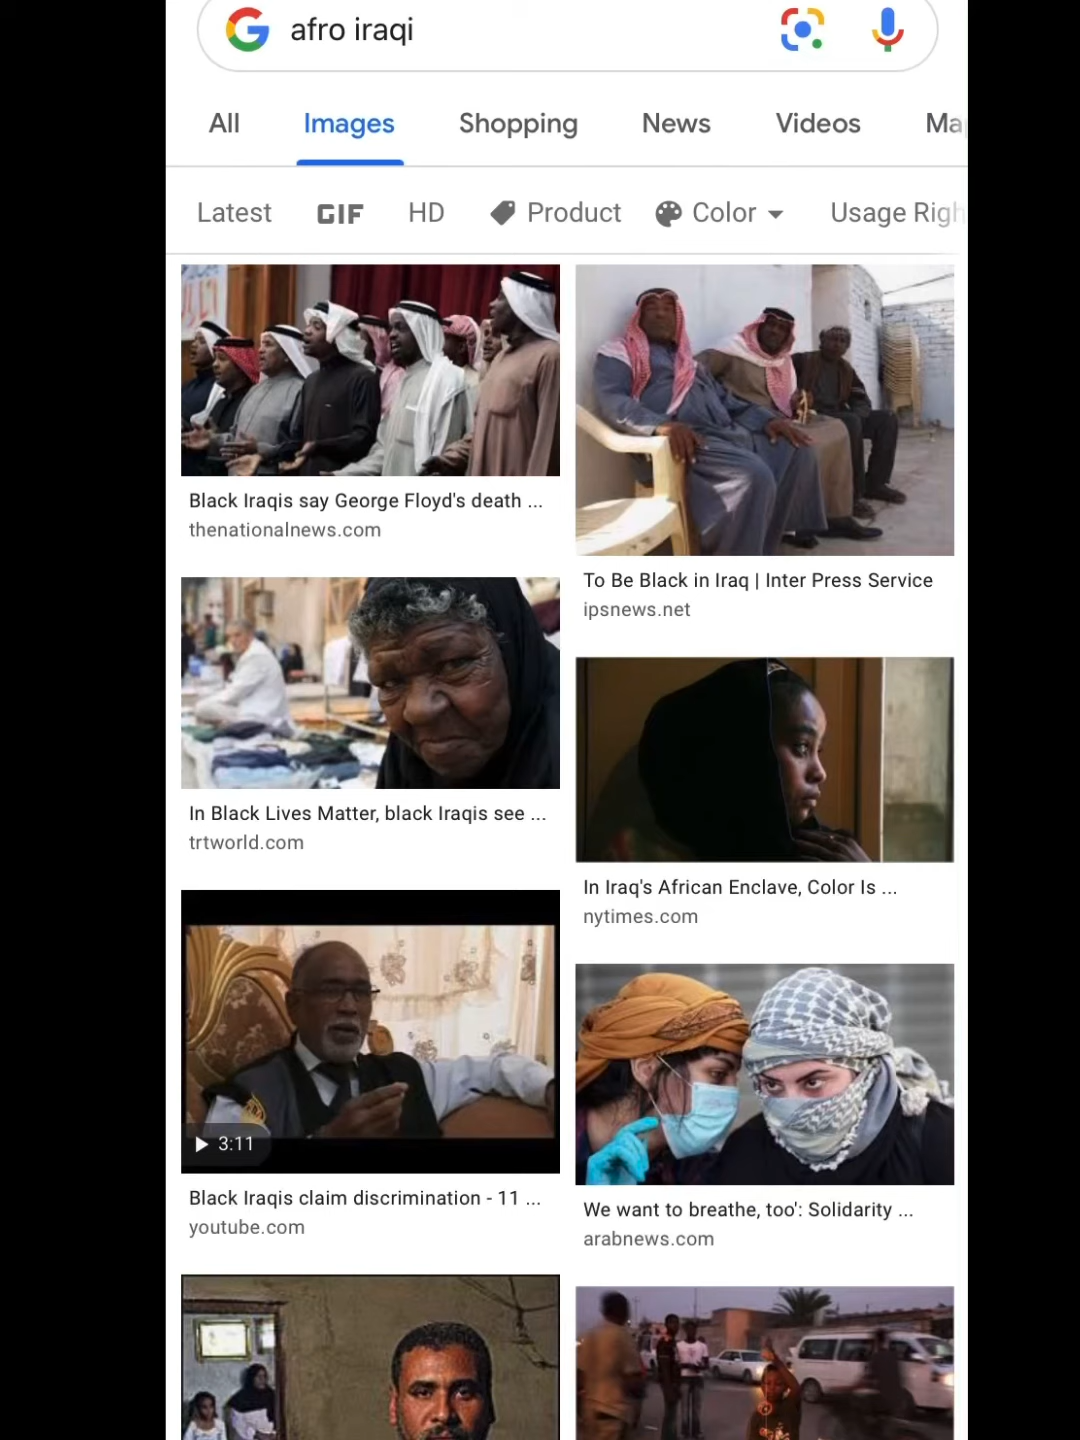 afro iraqi
All Images Shopping News Videos
Latest GIF HD Product Color Usage
Black Iraqis say George Floyd's death ...
thenationalnews.com
To Be Black in Iraq | Inter Press Service
ipsnews.net
In Black Lives Matter, black Iraqis see ...
trtworld.com
In Iraq's African Enclave, Color Is ...
nytimes.com
3:11
Black Iraqis claim discrimination - 11 ...
youtube.com
We want to breathe, too': Solidarity ...
arabnews.com